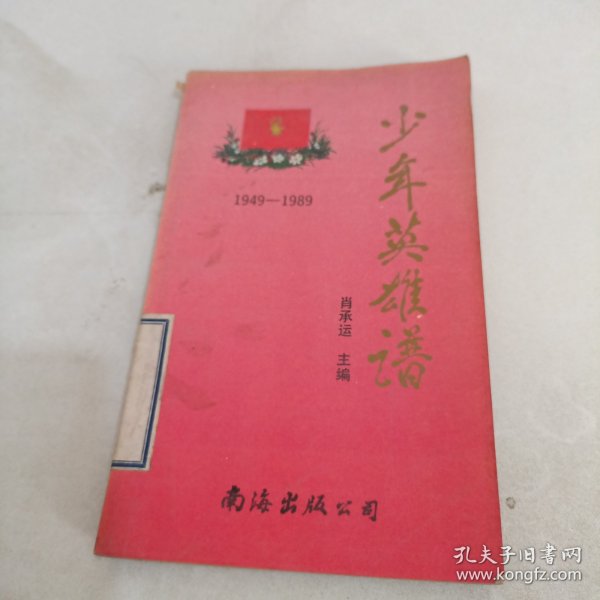 少年英雄谱
1949—1989
肖承运 主编
南海出版公司
孔夫子旧书网
www.kongfz.com